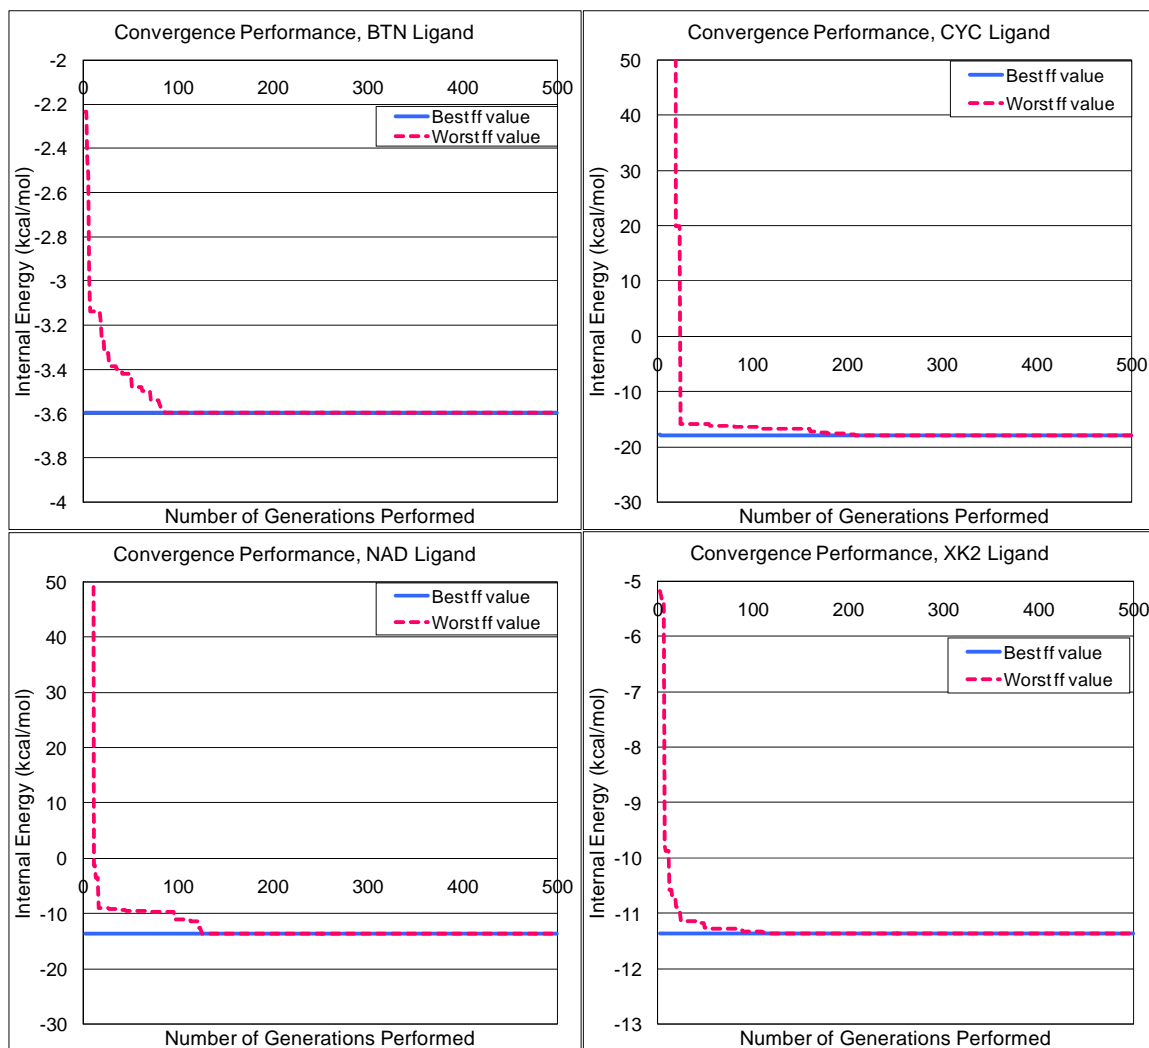 Convergence Performance, BTN Ligand
-2
-2.2
-2.4
-2.6
-2.8
-3
-3.2
-3.4
-3.6
-3.8
-4
0 100 200 300 400 500
Internal Energy (kcal/mol)
Best ff value
Worst ff value
Number of Generations Performed
Convergence Performance, CYC Ligand
50
40
30
20
10
0
-10
-20
-30
0 100 200 300 400 500
Internal Energy (kcal/mol)
Best ff value
Worst ff value
Number of Generations Performed
Convergence Performance, NAD Ligand
50
40
30
20
10
0
-10
-20
-30
0 100 200 300 400 500
Internal Energy (kcal/mol)
Best ff value
Worst ff value
Number of Generations Performed
Convergence Performance, XK2 Ligand
-5
-6
-7
-8
-9
-10
-11
-12
-13
0 100 200 300 400 500
Internal Energy (kcal/mol)
Best ff value
Worst ff value
Number of Generations Performed